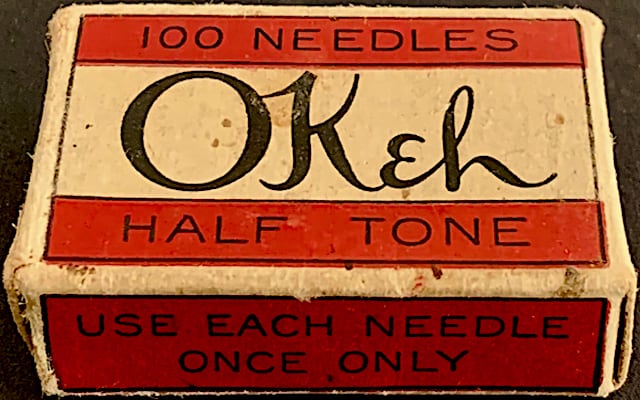 100 NEEDLES
OKeh
HALF TONE
USE EACH NEEDLE
ONCE ONLY